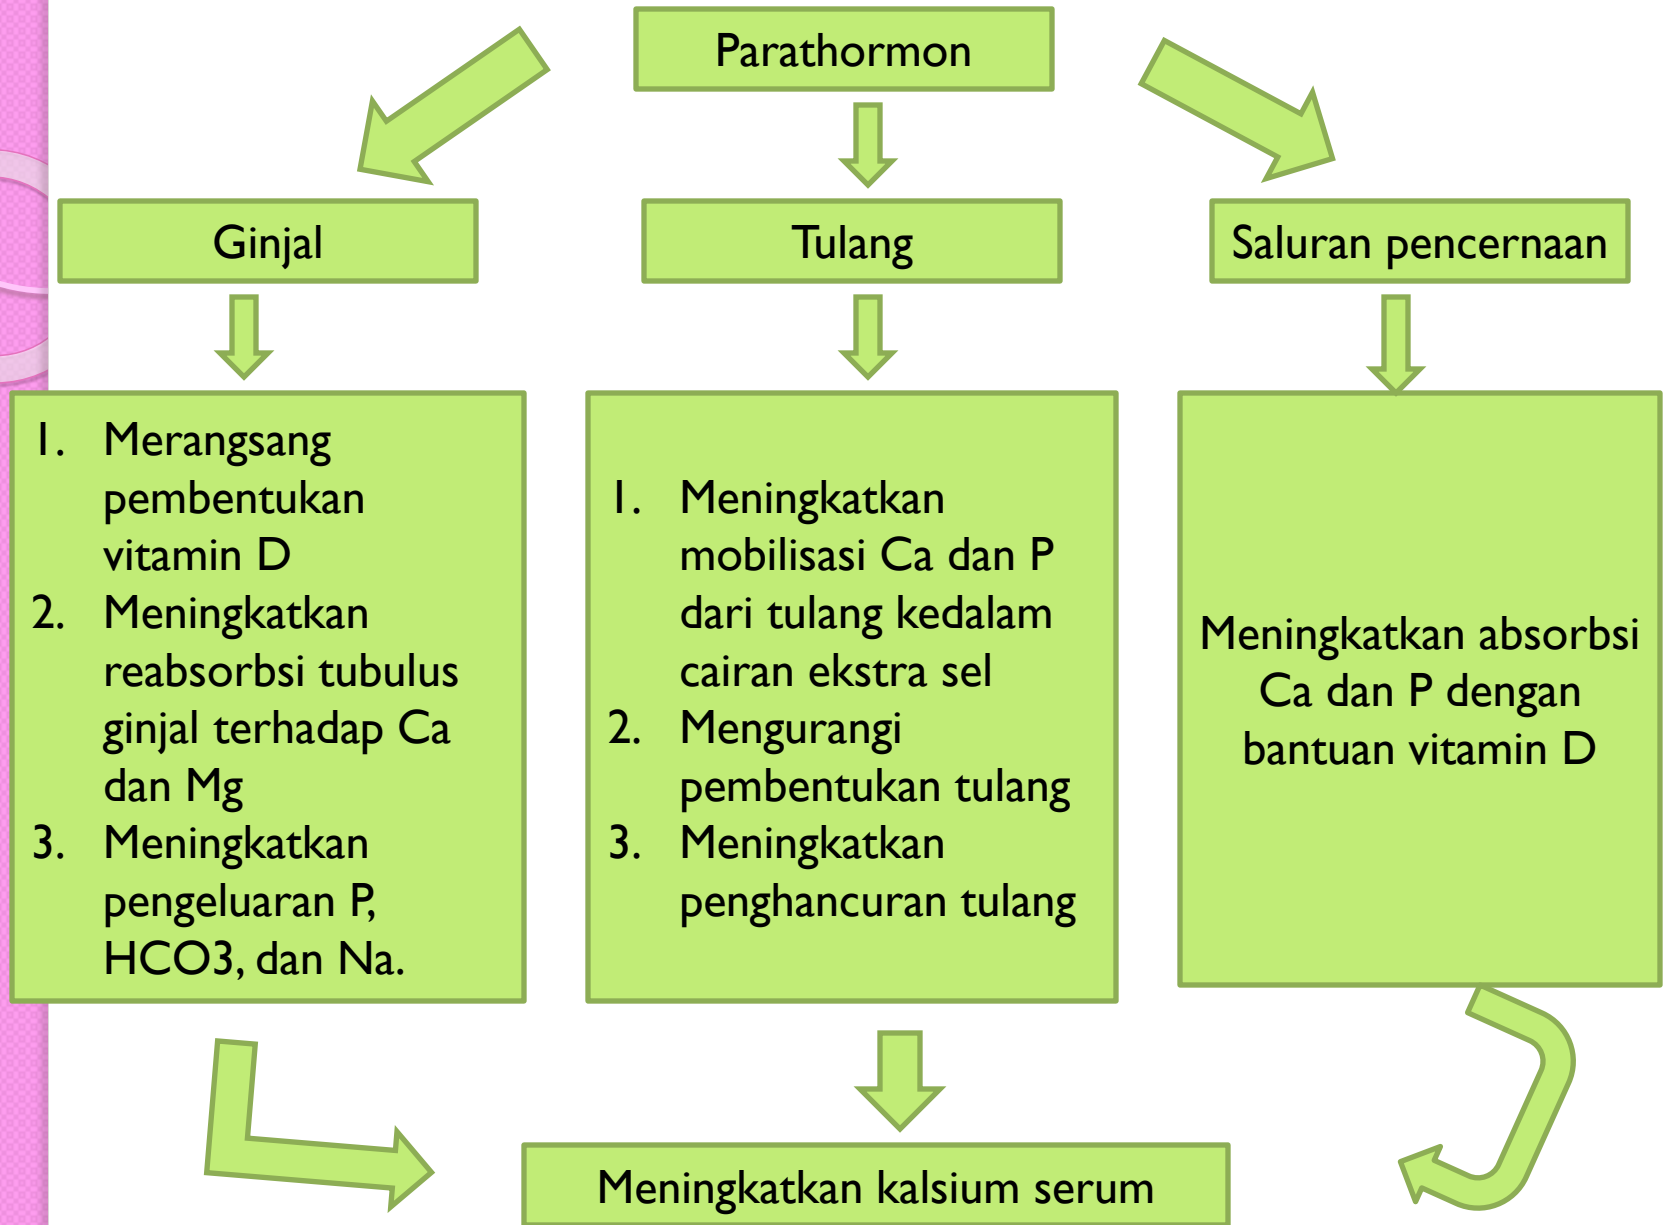 Parathormon
Ginjal
Tulang
Saluran pencernaan
1. Merangsang
pembentukan
vitamin D
2. Meningkatkan
reabsorbsi tubulus
ginjal terhadap Ca
dan Mg
3. Meningkatkan
pengeluaran P,
HCO3, dan Na.
1. Meningkatkan
mobilisasi Ca dan P
dari tulang kedalam
cairan ekstra sel
2. Mengurangi
pembentukan tulang
3. Meningkatkan
penghancuran tulang
Meningkatkan absorbsi
Ca dan P dengan
bantuan vitamin D
Meningkatkan kalsium serum